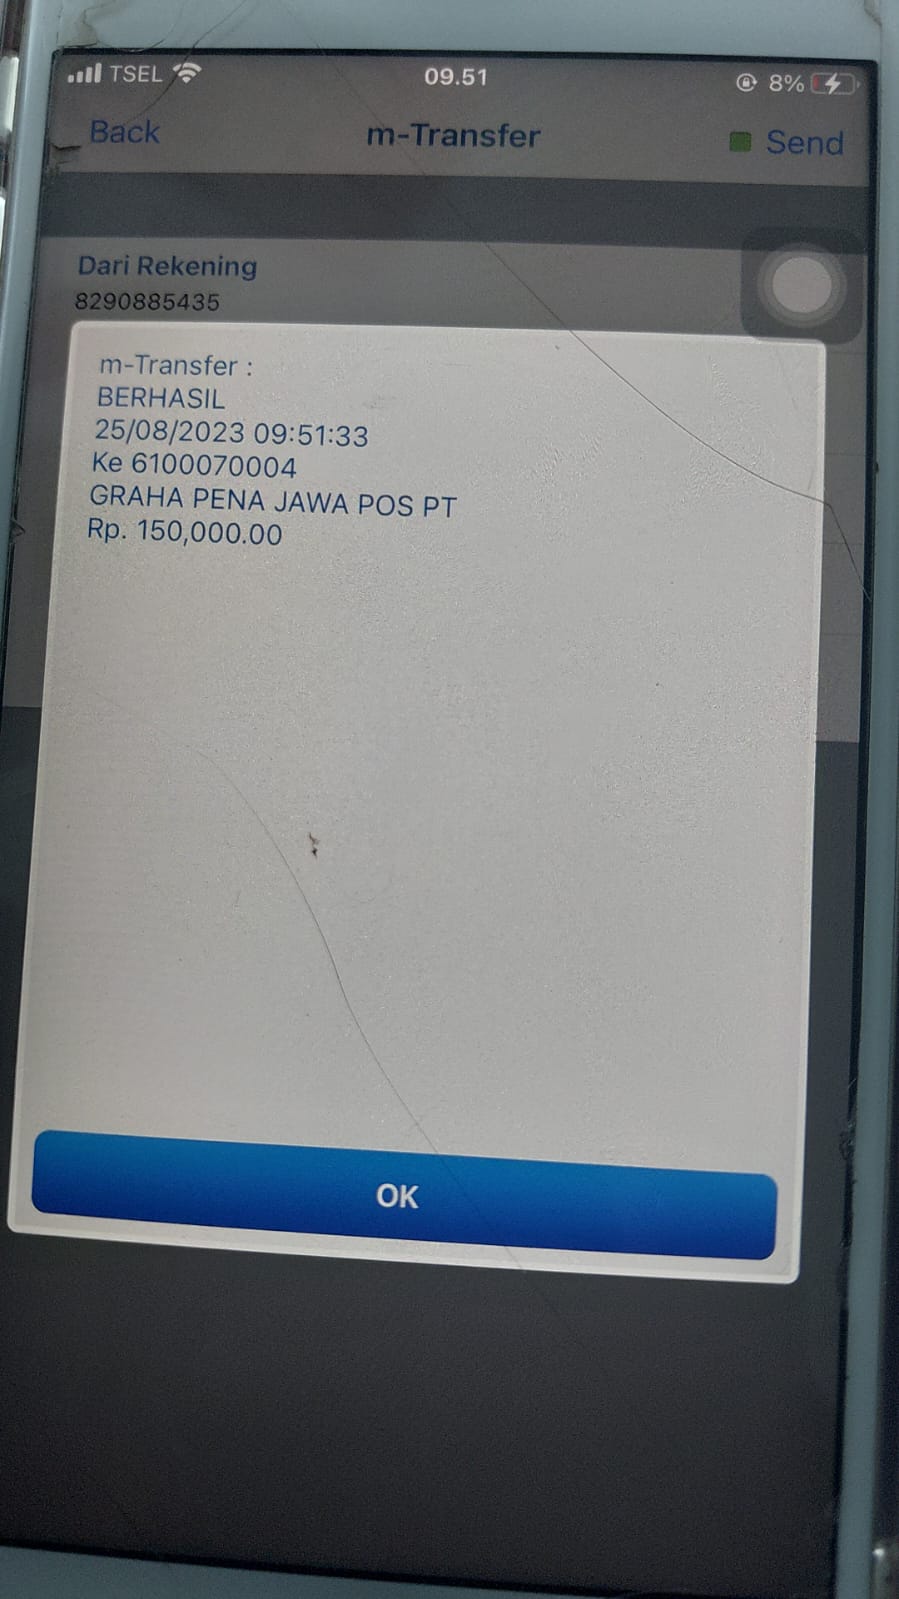 TSEL 09.51 8%
Back m-Transfer Send
Dari Rekening
8290885435
m-Transfer :
BERHASIL
25/08/2023 09:51:33
Ke 6100070004
GRAHA PENA JAWA POS PT
Rp. 150,000.00
OK